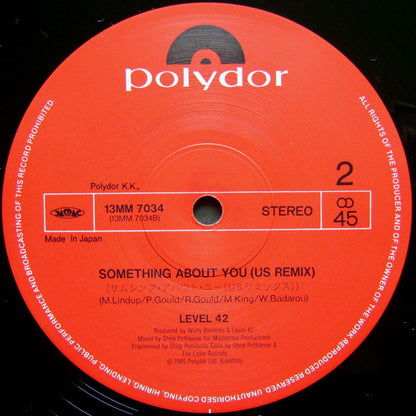 polydor
Polydor K.K.,
13MM 7034
(13MM 7034B)
JASRAC
Made in Japan
STEREO
2
8
45
SOMETHING ABOUT YOU (US REMIX)
(サムシング・アバウト・ユー(USリミックス))
(M.Lindup/P.Gould/R.Gould/M.King/W.Badarou)
LEVEL 42
Produced by Wally Badarou & Level 42
Mixed by Shep Pettibone for Mastermix Productions
Engineered by Shep Pettibone Edits by Shep Pettibone &
The Latin Rascals
Ⓟ 1985 Polydor Ltd. (London)
ALL RIGHTS OF THE PRODUCER AND OF THE OWNER OF THE WORK REPRODUCED RESERVED. UNAUTHORISED COPYING, HIRING, LENDING, PUBLIC PERFORMANCE AND BROADCASTING OF THIS RECORD PROHIBITED.